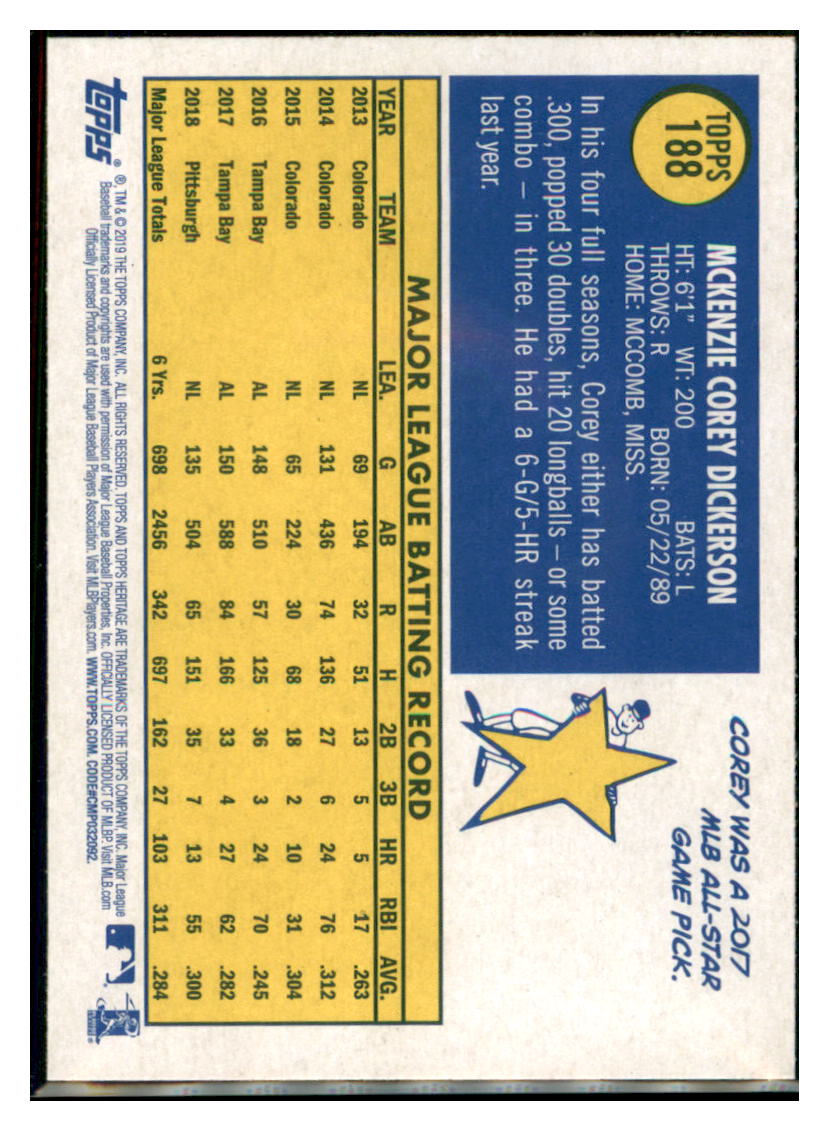 TOPPS
188
MCKENZIE COREY DICKERSON
HT: 6'1" WT: 200 BATS: L
THROWS: R BORN: 05/22/89
HOME: MCCOMB, MISS.
In his four full seasons, Corey either has batted
.300, popped 30 doubles, hit 20 longballs – or some
combo – in three. He had a 6-G/5-HR streak
last year.
COREY WAS A 2017
MLB ALL-STAR
GAME PICK.
MAJOR LEAGUE BATTING RECORD
YEAR TEAM LEA. G AB R H 2B 3B HR RBI AVG.
2013 Colorado NL 69 194 32 51 13 5 5 17 .263
2014 Colorado NL 131 436 74 136 27 6 24 76 .312
2015 Colorado NL 65 224 30 68 18 2 10 31 .304
2016 Tampa Bay AL 148 510 57 125 36 3 24 70 .245
2017 Tampa Bay AL 150 588 84 166 33 4 27 62 .282
2018 Pittsburgh NL 135 504 65 151 35 7 13 55 .300
Major League Totals 6 Yrs. 698 2456 342 697 162 27 103 311 .284
topps®
®, TM & © 2019 THE TOPPS COMPANY, INC. ALL RIGHTS RESERVED. TOPPS AND TOPPS HERITAGE ARE TRADEMARKS OF THE TOPPS COMPANY, INC. Major League
Baseball trademarks and copyrights are used with permission of Major League Baseball Properties, Inc. OFFICIALLY LICENSED PRODUCT OF MLBP. Visit MLB.com
Officially Licensed Product of Major League Baseball Players Association. Visit MLBPlayers.com. WWW.TOPPS.COM. CODE#CMP032092.